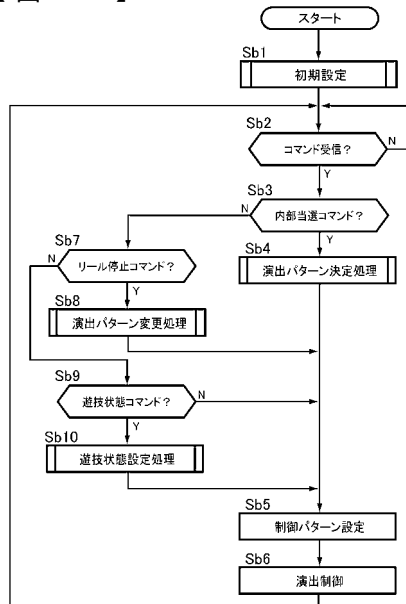 スタート
Sb1
初期設定
Sb2
コマンド受信？
N
Y
Sb3
内部当選コマンド？
N
Y
Sb4
演出パターン決定処理
Sb7
リール停止コマンド？
N
Y
Sb8
演出パターン変更処理
Sb9
遊技状態コマンド？
N
Y
Sb10
遊技状態設定処理
Sb5
制御パターン設定
Sb6
演出制御